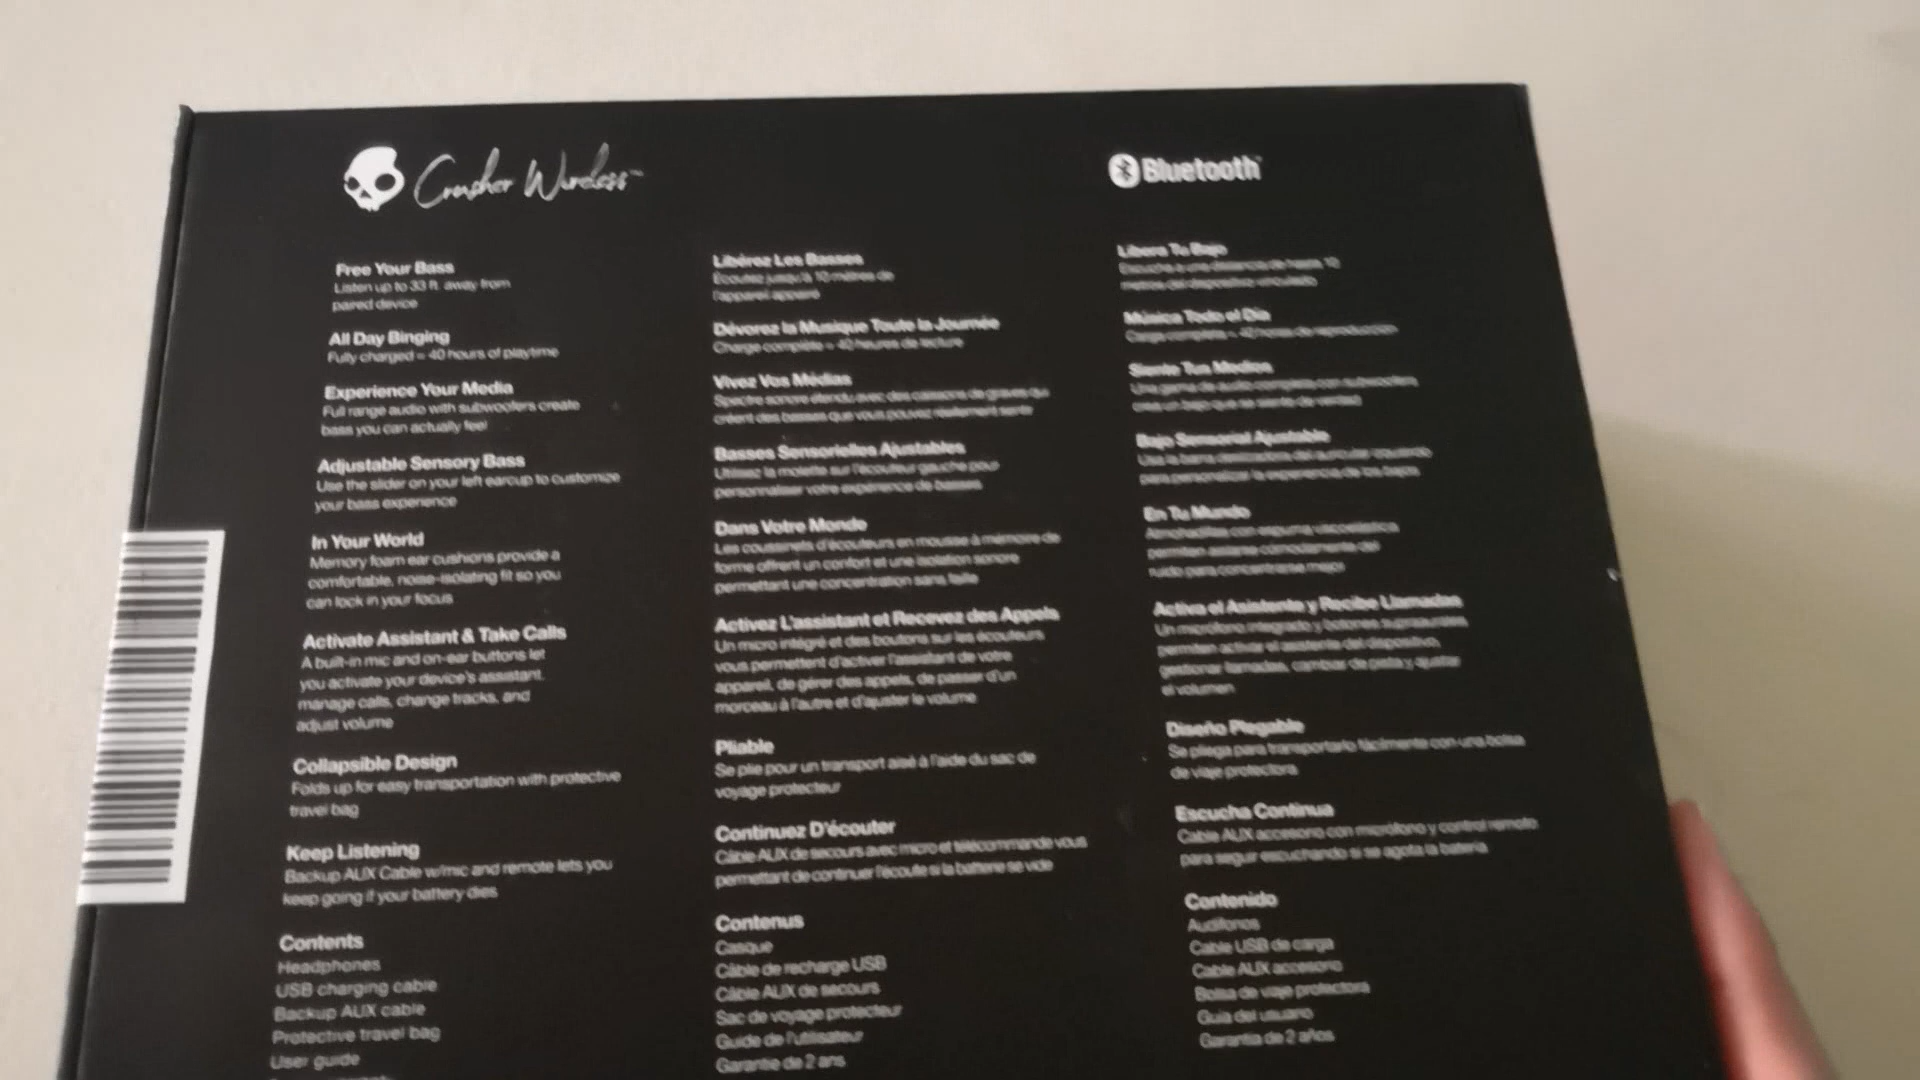 Crusher Wireless™
Bluetooth
Free Your Bass
Listen up to 33 ft. away from
paired device
All Day Binging
Fully charged = 40 hours of playtime
Experience Your Media
Full range audio with subwoofers create
bass you can actually feel
Adjustable Sensory Bass
Use the slider on your left earcup to customize
your bass experience
In Your World
Memory foam ear cushions provide a
comfortable, noise-isolating fit so you
can lock in your focus
Activate Assistant & Take Calls
A built-in mic and on-ear buttons let
you activate your device's assistant,
manage calls, change tracks, and
adjust volume
Collapsible Design
Folds up for easy transportation with protective
travel bag
Keep Listening
Backup AUX Cable w/mic and remote lets you
keep going if your battery dies
Contents
Headphones
USB charging cable
Backup AUX cable
Protective travel bag
User guide
Libérez Les Basses
Écoutez jusqu'à 10 mètres de
l'appareil appairé
Dévorez la Musique Toute la Journée
Charge complète = 40 heures de lecture
Vivez Vos Médias
Spectre sonore étendu avec des caissons de graves qui
créent des basses que vous pouvez réellement sentir
Basses Sensorielles Ajustables
Utilisez la molette sur l'écouteur gauche pour
personnaliser votre expérience de basses
Dans Votre Monde
Les coussinets d'écouteurs en mousse à mémoire de
forme offrent un confort et une isolation sonore
permettant une concentration sans faille
Activez L'assistant et Recevez des Appels
Un micro intégré et des boutons sur les écouteurs
vous permettent d'activer l'assistant de votre
appareil, de gérer des appels, de passer d'un
morceau à l'autre et d'ajuster le volume
Pliable
Se plie pour un transport aisé à l'aide du sac de
voyage protecteur
Continuez D'écouter
Câble AUX de secours avec micro et télécommande vous
permettant de continuer l'écoute si la batterie se vide
Contenus
Casque
Câble de recharge USB
Câble AUX de secours
Sac de voyage protecteur
Guide de l'utilisateur
Garantie de 2 ans
Libera Tu Bajo
Escucha a una distancia de hasta 10
metros del dispositivo vinculado
Música Todo el Día
Carga completa = 40 horas de reproducción
Siente Tus Medios
Una gama de audio completa con subwoofers
crea un bajo que se siente de verdad
Bajo Sensorial Ajustable
Usa la barra deslizadora del auricular izquierdo
para personalizar la experiencia de los bajos
En Tu Mundo
Almohadillas con espuma viscoelástica
permiten aislarse cómodamente del
ruido para concentrarse mejor
Activa el Asistente y Recibe Llamadas
Un micrófono integrado y botones supraaurales
permiten activar el asistente del dispositivo,
gestionar llamadas, cambiar de pista y ajustar
el volumen
Diseño Plegable
Se pliega para transportarlo fácilmente con una bolsa
de viaje protectora
Escucha Continua
Cable AUX accesorio con micrófono y control remoto
para seguir escuchando si se agota la batería
Contenido
Audífonos
Cable USB de carga
Cable AUX accesorio
Bolsa de viaje protectora
Guía del usuario
Garantía de 2 años